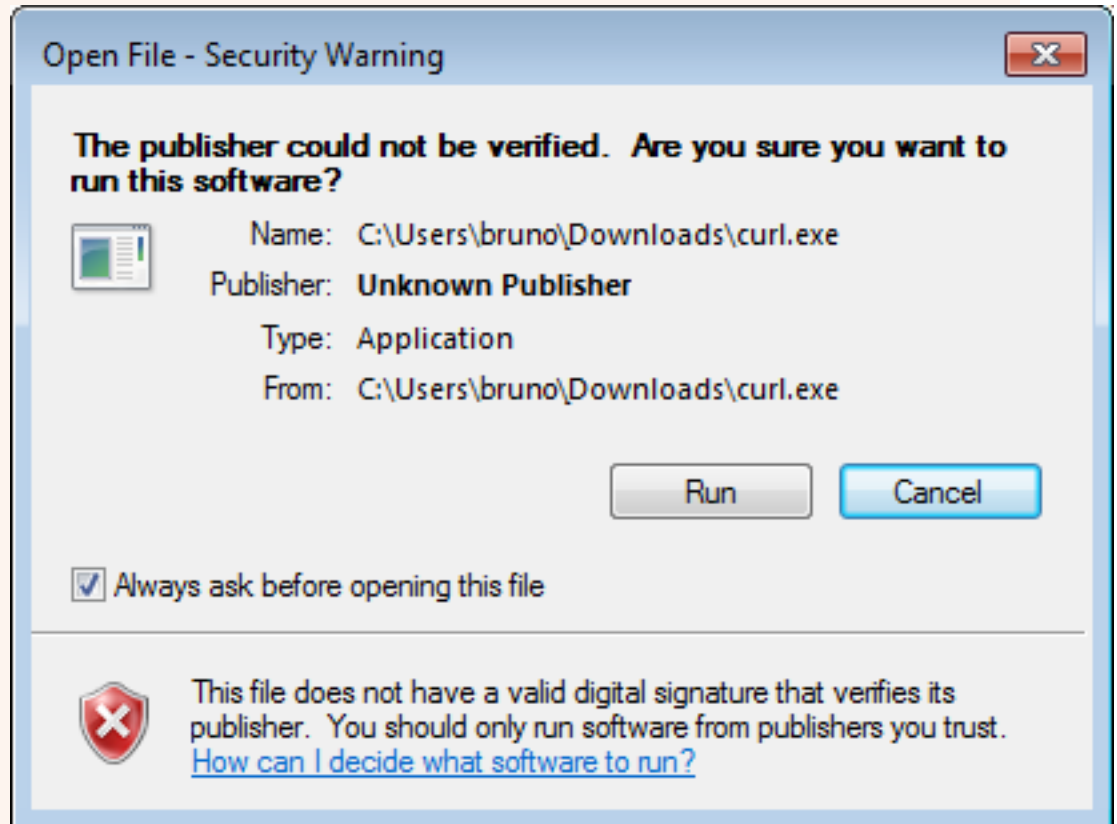 Open File - Security Warning
The publisher could not be verified.  Are you sure you want to
run this software?
Name: C:\Users\bruno\Downloads\curl.exe
Publisher: Unknown Publisher
Type: Application
From: C:\Users\bruno\Downloads\curl.exe
Run Cancel
Always ask before opening this file
This file does not have a valid digital signature that verifies its
publisher.  You should only run software from publishers you trust.
How can I decide what software to run?